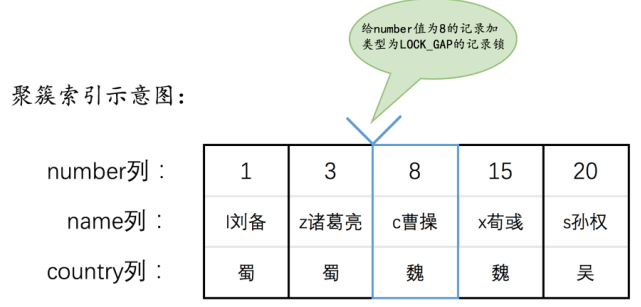 给number值为8的记录加
类型为LOCK_GAP的记录锁
聚簇索引示意图：
number列： 1 3 8 15 20
name列： l刘备 z诸葛亮 c曹操 x荀彧 s孙权
country列： 蜀 蜀 魏 魏 吴